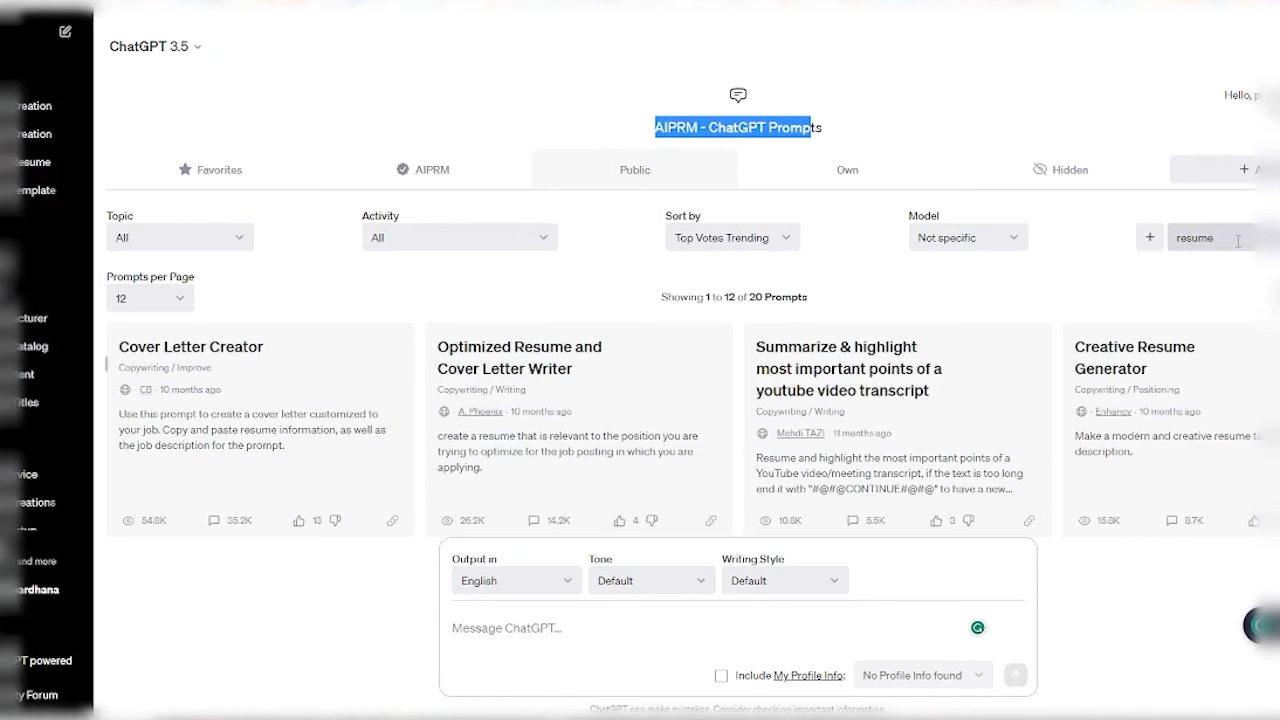 ChatGPT 3.5
Hello,
AIPRM - ChatGPT Prompts
Favorites
AIPRM
Public
Own
Hidden
+
Topic
Activity
Sort by
Model
All
All
Top Votes Trending
Not specific
+
resume
Prompts per Page
12
Showing 1 to 12 of 20 Prompts
Cover Letter Creator
Copywriting / Improve
CB · 10 months ago
Use this prompt to create a cover letter customized to
your job. Copy and paste resume information, as well as
the job description for the prompt.
54.8K
35.2K
13
Optimized Resume and
Cover Letter Writer
Copywriting / Writing
A. Phoenix · 10 months ago
create a resume that is relevant to the position you are
trying to optimize for the job posting in which you are
applying.
26.2K
14.2K
4
Summarize & highlight
most important points of a
youtube video transcript
Copywriting / Writing
Mehdi TAZI · 11 months ago
Resume and highlight the most important points of a
YouTube video/meeting transcript, if the text is too long
end it with "#@#@CONTINUE#@#@" to have a new...
10.8K
5.5K
3
Creative Resume
Generator
Copywriting / Positioning
Enhancv · 10 months ago
Make a modern and creative resume
description.
15.8K
8.7K
Output in
Tone
Writing Style
English
Default
Default
Message ChatGPT...
Include My Profile Info:
No Profile Info found
ChatGPT can make mistakes. Consider checking important information.
reation
reation
esume
emplate
cturer
atalog
ent
itles
vice
reations
and more
wardhana
PT powered
y Forum